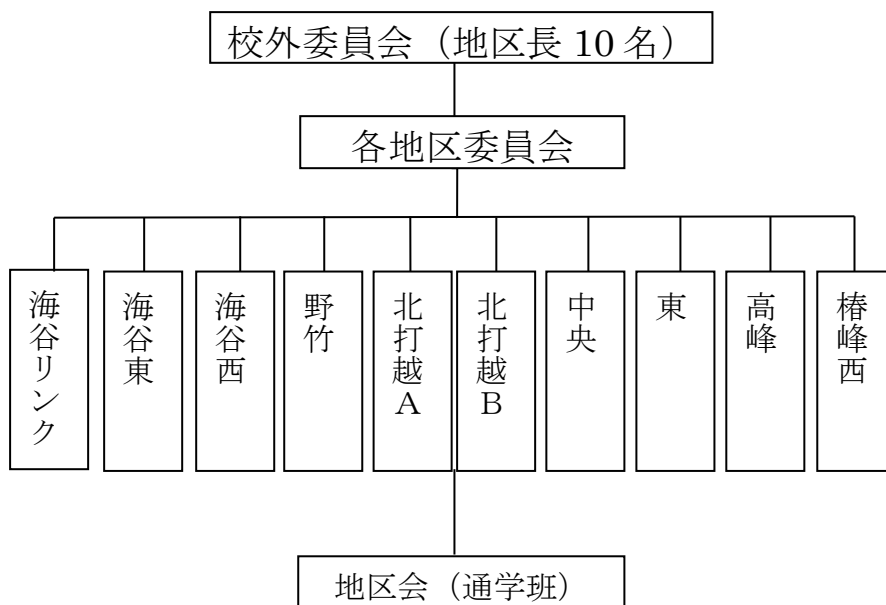 校外委員会（地区長 10 名）
各地区委員会
海谷リンク
海谷東
海谷西
野竹
北打越A
北打越B
中央
東
高峰
椿峰西
地区会（通学班）